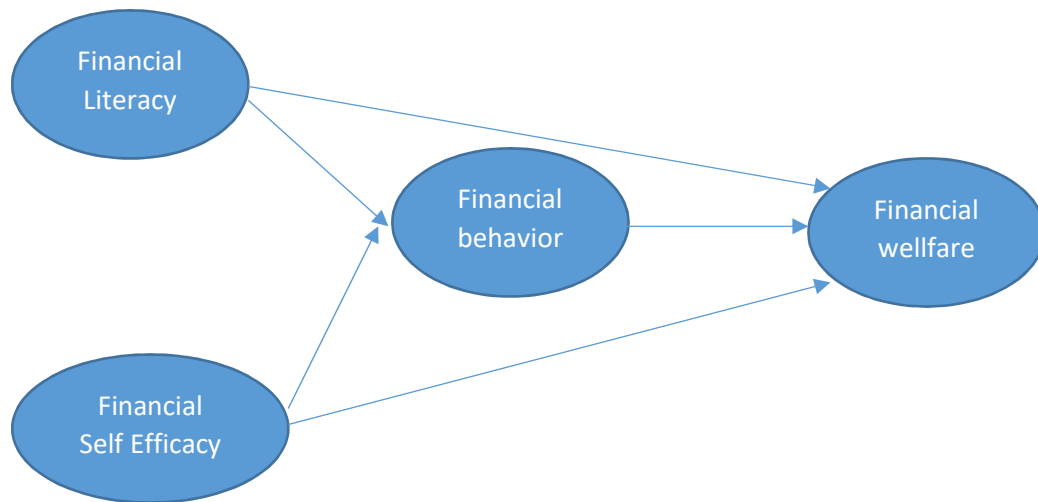 Financial
Literacy
Financial
behavior
Financial
wellfare
Financial
Self Efficacy